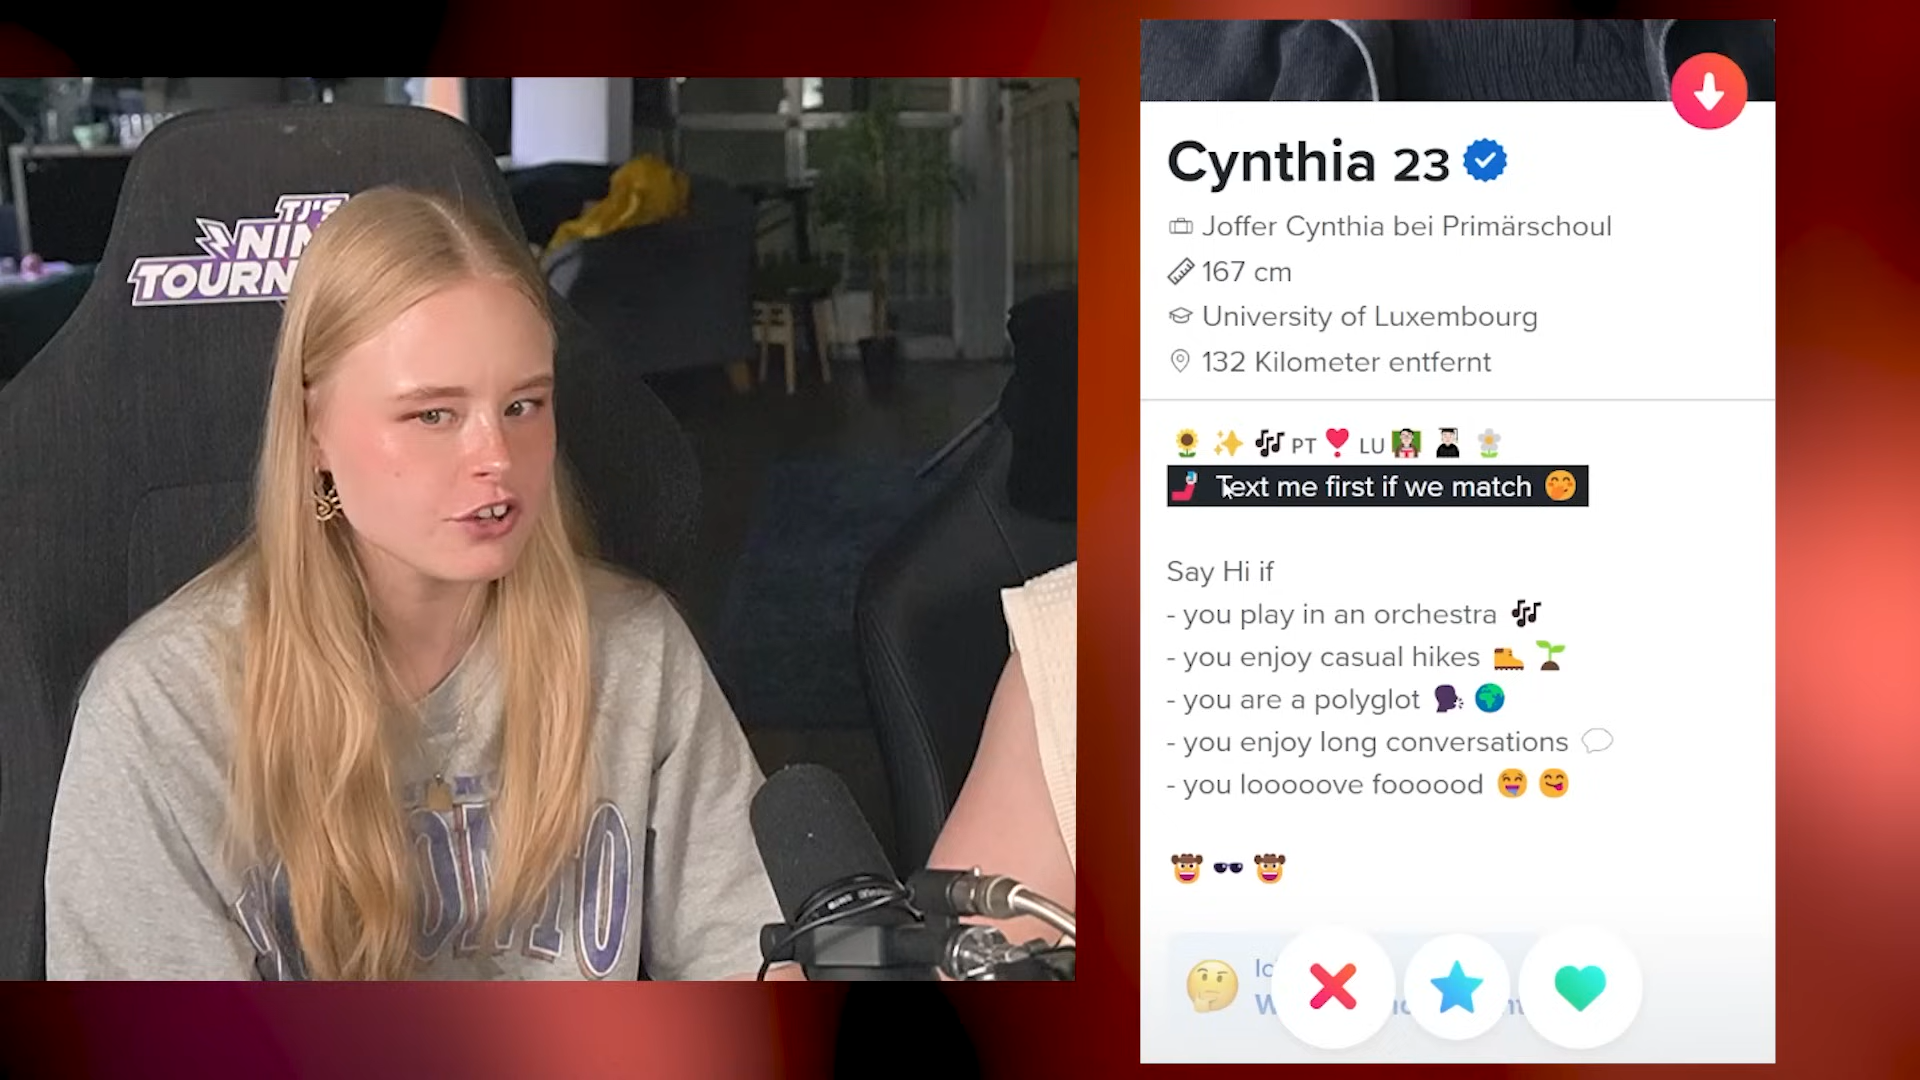 TJ'S
Cynthia 23
Joffer Cynthia bei Primärschoul
167 cm
University of Luxembourg
132 Kilometer entfernt
PT LU
Text me first if we match
Say Hi if
- you play in an orchestra
- you enjoy casual hikes
- you are a polyglot
- you enjoy long conversations
- you looooove foooood